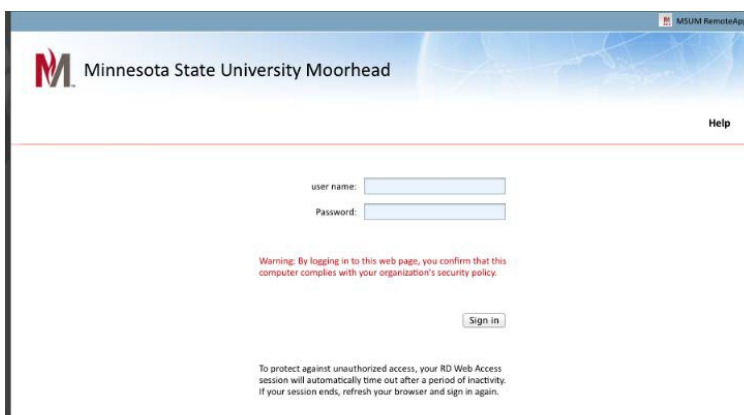 MSUM RemoteApp
Minnesota State University Moorhead
Help
user name:
Password:
Warning: By logging in to this web page, you confirm that this
computer complies with your organization's security policy.
Sign in
To protect against unauthorized access, your RD Web Access
session will automatically time out after a period of inactivity.
If your session ends, refresh your browser and sign in again.